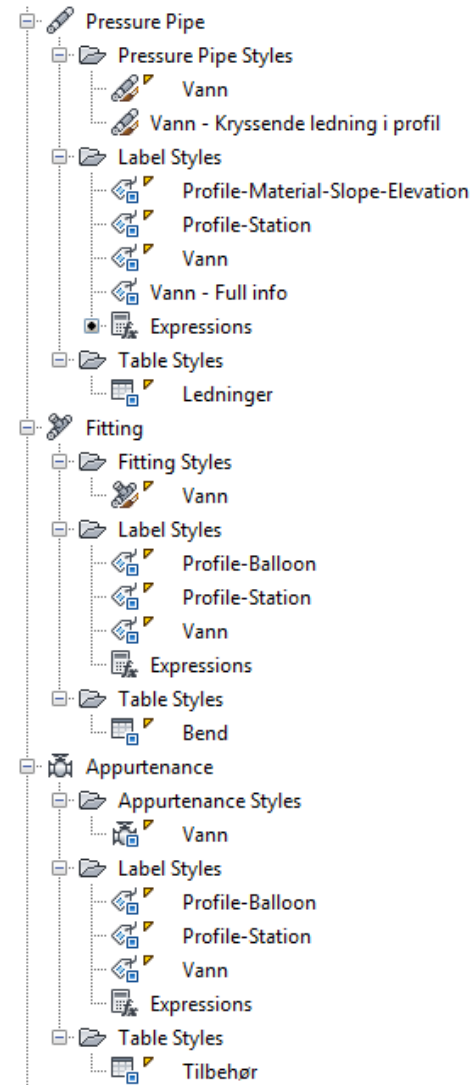 Pressure Pipe
Pressure Pipe Styles
Vann
Vann - Kryssende ledning i profil
Label Styles
Profile-Material-Slope-Elevation
Profile-Station
Vann
Vann - Full info
Expressions
Table Styles
Ledninger
Fitting
Fitting Styles
Vann
Label Styles
Profile-Balloon
Profile-Station
Vann
Expressions
Table Styles
Bend
Appurtenance
Appurtenance Styles
Vann
Label Styles
Profile-Balloon
Profile-Station
Vann
Expressions
Table Styles
Tilbehør